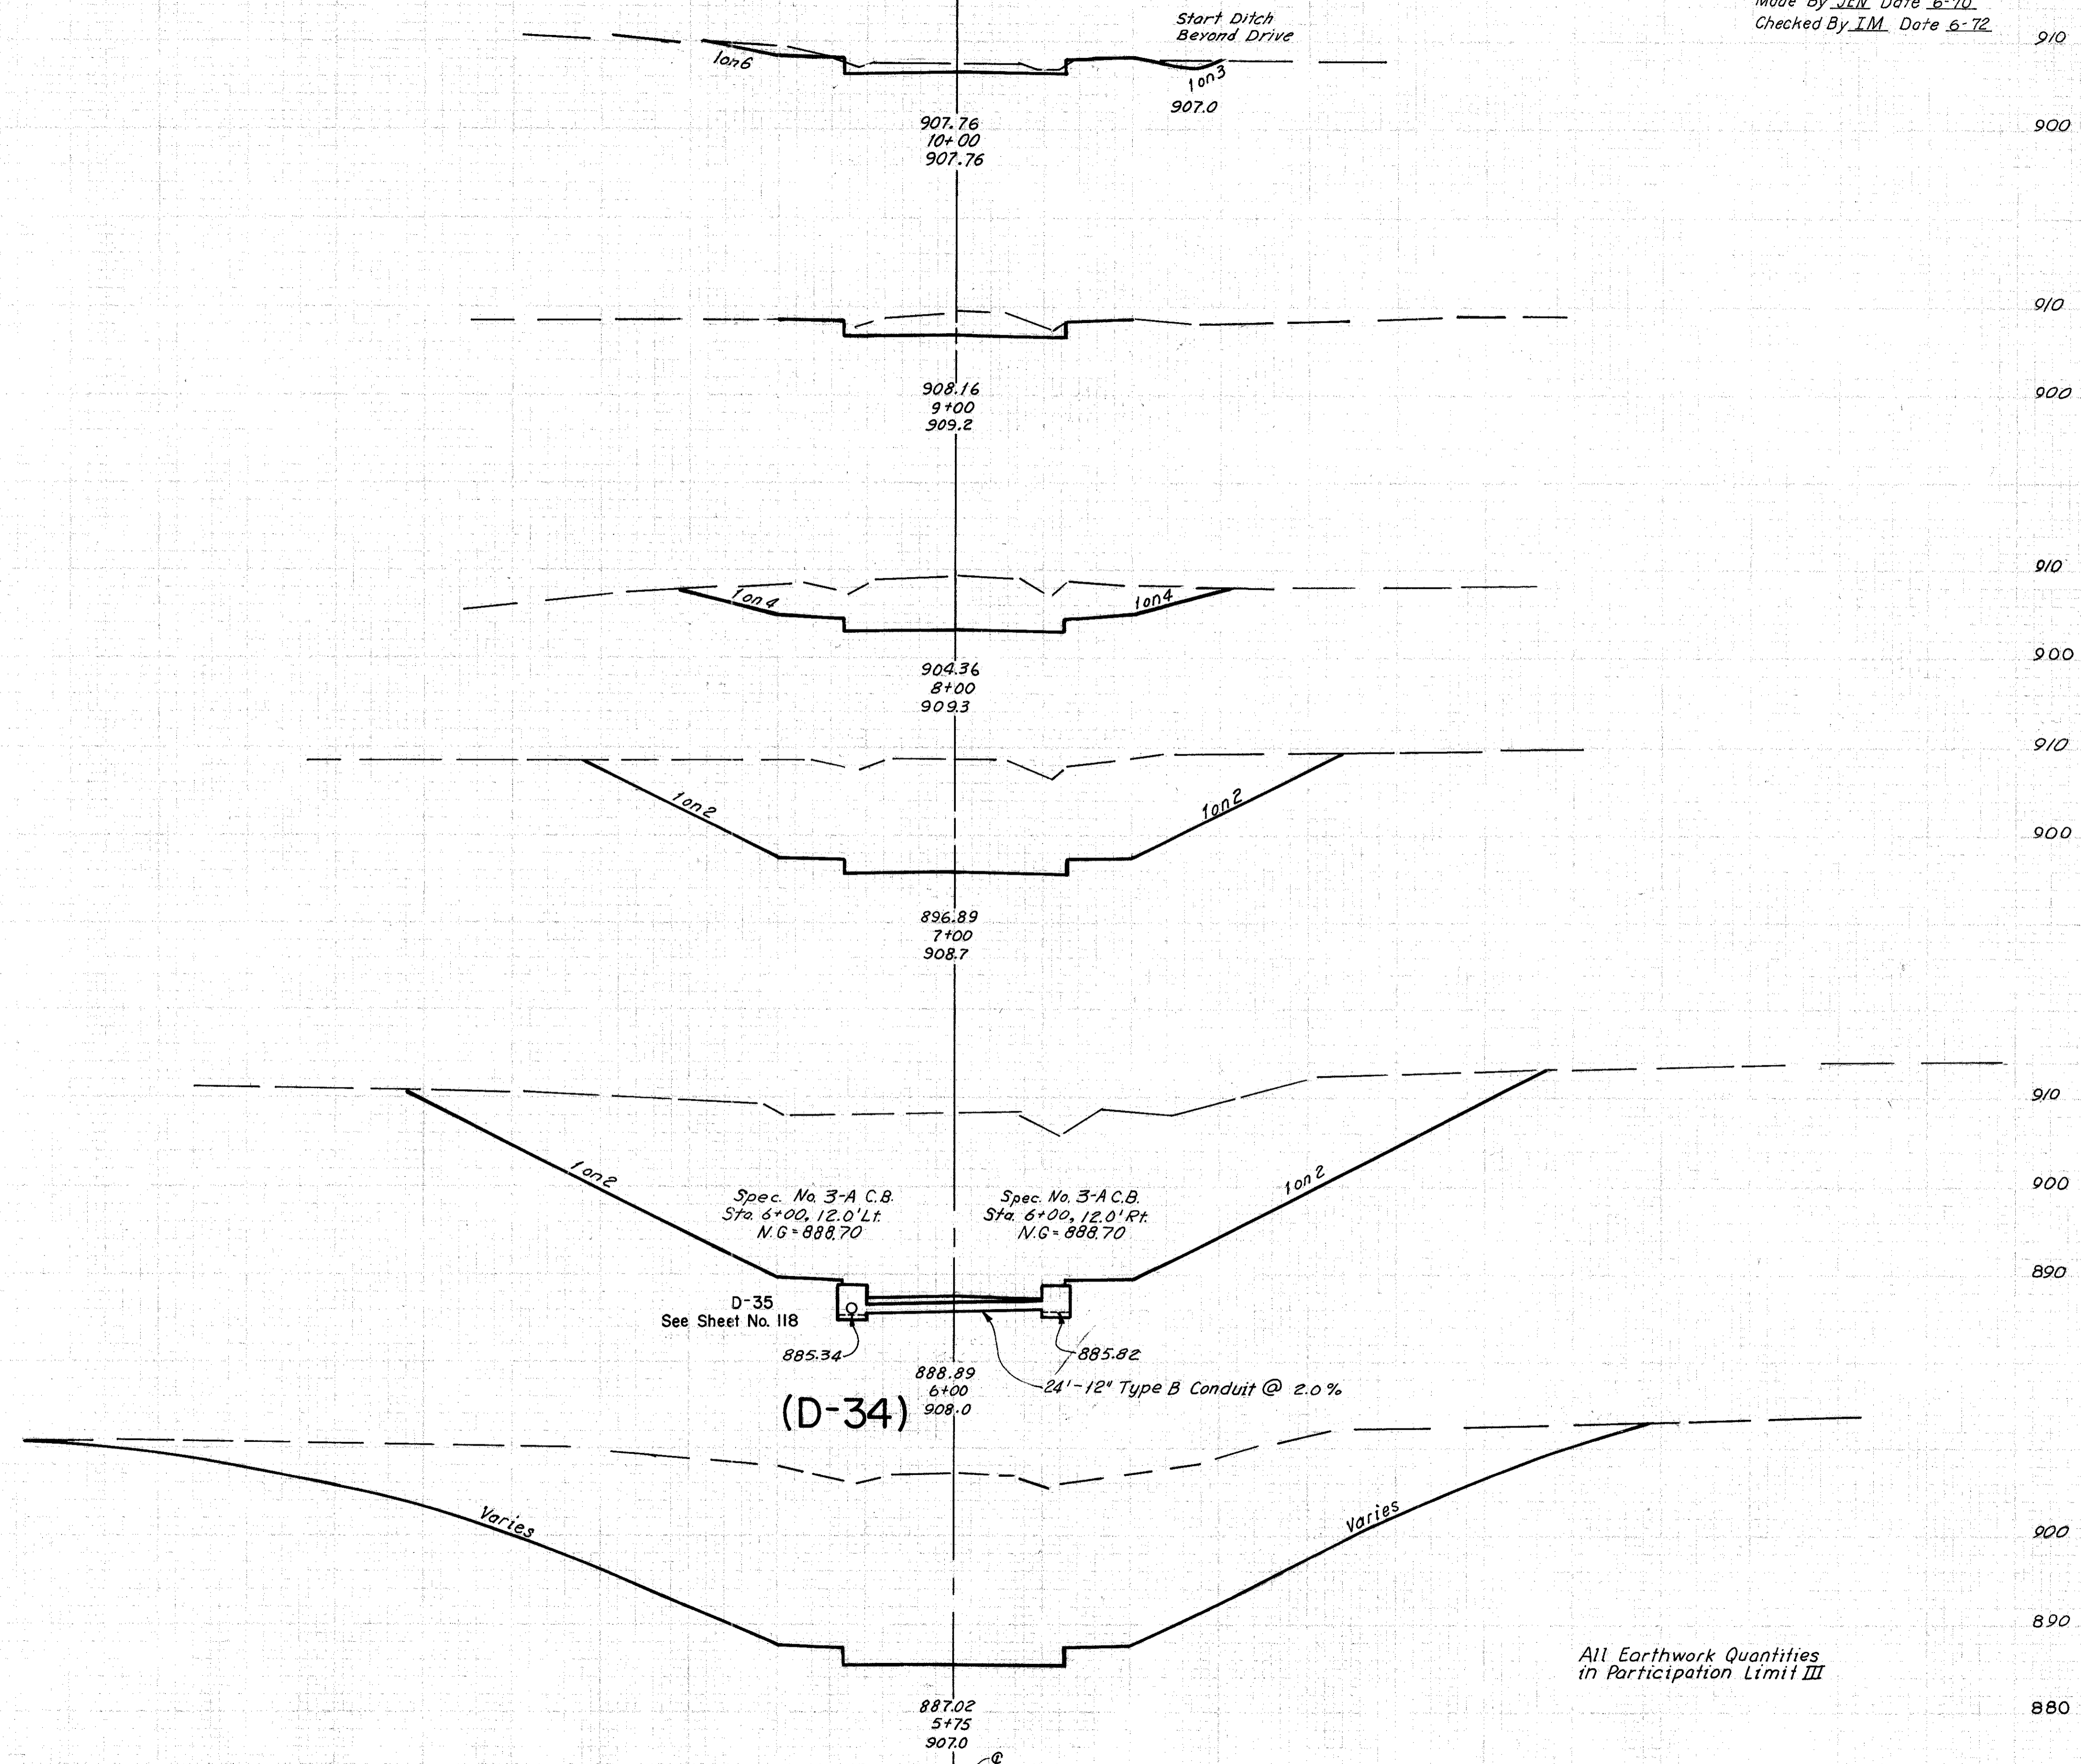 Made By JEN Date 6-70
Checked By I.M. Date 6-72
Start Ditch
Beyond Drive
910
1on6
1on3
907.0
900
907.76
10+00
907.76
910
908.16
9+00
909.2
900
910
1on4
1on4
900
904.36
8+00
909.3
910
1on2
1on2
900
896.89
7+00
908.7
910
1on2
1on2
900
Spec. No. 3-A C.B.
Sta. 6+00, 12.0' Lt.
N.G = 888.70
Spec. No. 3-A C.B.
Sta. 6+00, 12.0' Rt.
N.G = 888.70
890
D-35
See Sheet No. 118
885.34
885.82
888.89
6+00
908.0
24'-12" Type B Conduit @ 2.0%
(D-34)
Varies
Varies
900
890
All Earthwork Quantities
in Participation Limit III
880
887.02
5+75
907.0
℄